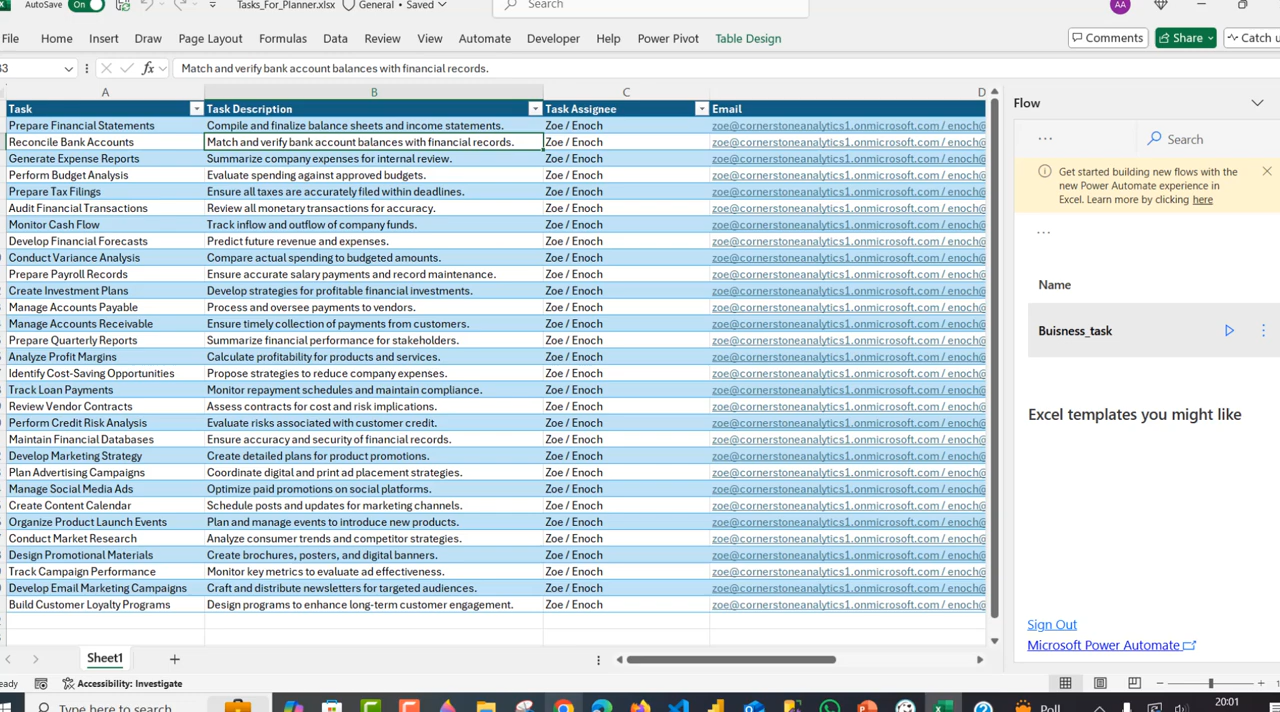 AutoSave On Tasks_For_Planner.xlsx General • Saved Search AA
File Home Insert Draw Page Layout Formulas Data Review View Automate Developer Help Power Pivot Table Design Comments Share Catch u
33 fx Match and verify bank account balances with financial records.
A B C D
Task Task Description Task Assignee Email
Prepare Financial Statements Compile and finalize balance sheets and income statements. Zoe / Enoch zoe@cornerstoneanalytics1.onmicrosoft.com / enoch@
Reconcile Bank Accounts Match and verify bank account balances with financial records. Zoe / Enoch zoe@cornerstoneanalytics1.onmicrosoft.com / enoch@
Generate Expense Reports Summarize company expenses for internal review. Zoe / Enoch zoe@cornerstoneanalytics1.onmicrosoft.com / enoch@
Perform Budget Analysis Evaluate spending against approved budgets. Zoe / Enoch zoe@cornerstoneanalytics1.onmicrosoft.com / enoch@
Prepare Tax Filings Ensure all taxes are accurately filed within deadlines. Zoe / Enoch zoe@cornerstoneanalytics1.onmicrosoft.com / enoch@
Audit Financial Transactions Review all monetary transactions for accuracy. Zoe / Enoch zoe@cornerstoneanalytics1.onmicrosoft.com / enoch@
Monitor Cash Flow Track inflow and outflow of company funds. Zoe / Enoch zoe@cornerstoneanalytics1.onmicrosoft.com / enoch@
Develop Financial Forecasts Predict future revenue and expenses. Zoe / Enoch zoe@cornerstoneanalytics1.onmicrosoft.com / enoch@
Conduct Variance Analysis Compare actual spending to budgeted amounts. Zoe / Enoch zoe@cornerstoneanalytics1.onmicrosoft.com / enoch@
Prepare Payroll Records Ensure accurate salary payments and record maintenance. Zoe / Enoch zoe@cornerstoneanalytics1.onmicrosoft.com / enoch@
Create Investment Plans Develop strategies for profitable financial investments. Zoe / Enoch zoe@cornerstoneanalytics1.onmicrosoft.com / enoch@
Manage Accounts Payable Process and oversee payments to vendors. Zoe / Enoch zoe@cornerstoneanalytics1.onmicrosoft.com / enoch@
Manage Accounts Receivable Ensure timely collection of payments from customers. Zoe / Enoch zoe@cornerstoneanalytics1.onmicrosoft.com / enoch@
Prepare Quarterly Reports Summarize financial performance for stakeholders. Zoe / Enoch zoe@cornerstoneanalytics1.onmicrosoft.com / enoch@
Analyze Profit Margins Calculate profitability for products and services. Zoe / Enoch zoe@cornerstoneanalytics1.onmicrosoft.com / enoch@
Identify Cost-Saving Opportunities Propose strategies to reduce company expenses. Zoe / Enoch zoe@cornerstoneanalytics1.onmicrosoft.com / enoch@
Track Loan Payments Monitor repayment schedules and maintain compliance. Zoe / Enoch zoe@cornerstoneanalytics1.onmicrosoft.com / enoch@
Review Vendor Contracts Assess contracts for cost and risk implications. Zoe / Enoch zoe@cornerstoneanalytics1.onmicrosoft.com / enoch@
Perform Credit Risk Analysis Evaluate risks associated with customer credit. Zoe / Enoch zoe@cornerstoneanalytics1.onmicrosoft.com / enoch@
Maintain Financial Databases Ensure accuracy and security of financial records. Zoe / Enoch zoe@cornerstoneanalytics1.onmicrosoft.com / enoch@
Develop Marketing Strategy Create detailed plans for product promotions. Zoe / Enoch zoe@cornerstoneanalytics1.onmicrosoft.com / enoch@
Plan Advertising Campaigns Coordinate digital and print ad placement strategies. Zoe / Enoch zoe@cornerstoneanalytics1.onmicrosoft.com / enoch@
Manage Social Media Ads Optimize paid promotions on social platforms. Zoe / Enoch zoe@cornerstoneanalytics1.onmicrosoft.com / enoch@
Create Content Calendar Schedule posts and updates for marketing channels. Zoe / Enoch zoe@cornerstoneanalytics1.onmicrosoft.com / enoch@
Organize Product Launch Events Plan and manage events to introduce new products. Zoe / Enoch zoe@cornerstoneanalytics1.onmicrosoft.com / enoch@
Conduct Market Research Analyze consumer trends and competitor strategies. Zoe / Enoch zoe@cornerstoneanalytics1.onmicrosoft.com / enoch@
Design Promotional Materials Create brochures, posters, and digital banners. Zoe / Enoch zoe@cornerstoneanalytics1.onmicrosoft.com / enoch@
Track Campaign Performance Monitor key metrics to evaluate ad effectiveness. Zoe / Enoch zoe@cornerstoneanalytics1.onmicrosoft.com / enoch@
Develop Email Marketing Campaigns Craft and distribute newsletters for targeted audiences. Zoe / Enoch zoe@cornerstoneanalytics1.onmicrosoft.com / enoch@
Build Customer Loyalty Programs Design programs to enhance long-term customer engagement. Zoe / Enoch zoe@cornerstoneanalytics1.onmicrosoft.com / enoch@
Flow
Search
Get started building new flows with the
new Power Automate experience in
Excel. Learn more by clicking here
Name
Buisness_task
Excel templates you might like
Sign Out
Microsoft Power Automate
Sheet1
eady Accessibility: Investigate
Type here to search Poll 20:01